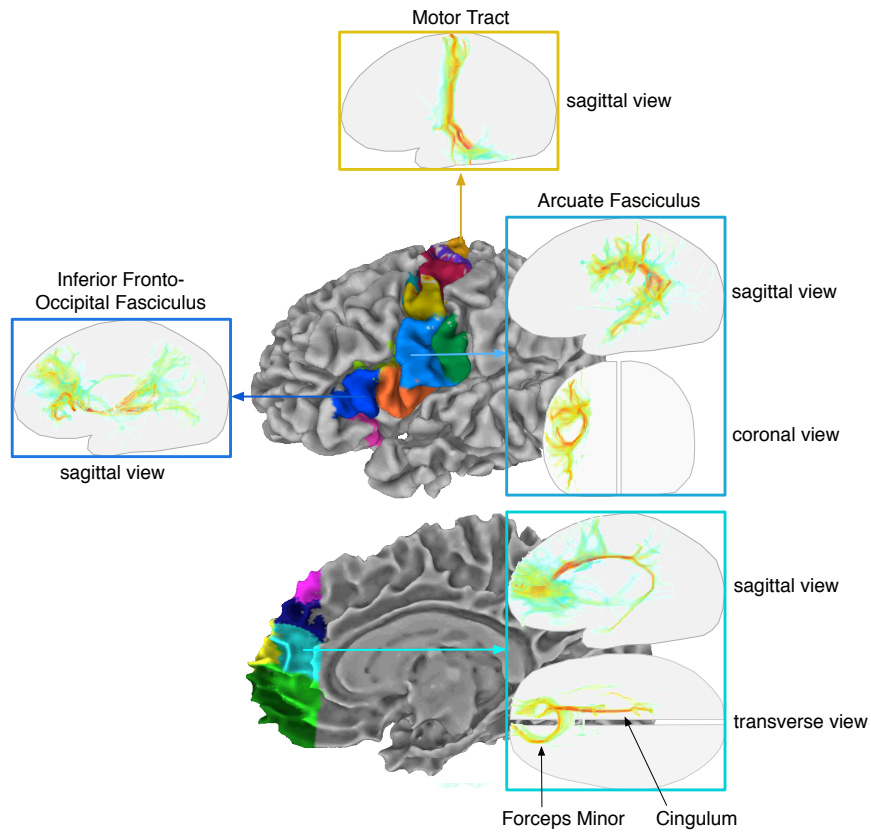 Motor Tract
sagittal view
Arcuate Fasciculus
Inferior Fronto-
Occipital Fasciculus
sagittal view
sagittal view
coronal view
sagittal view
transverse view
Forceps Minor
Cingulum